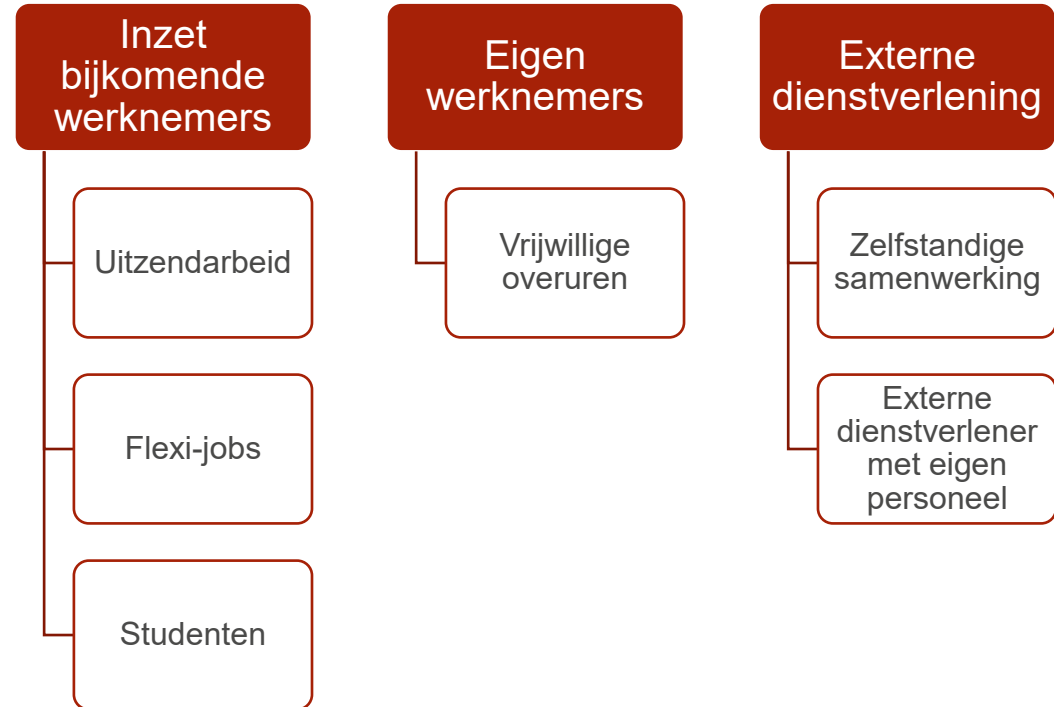 Inzet
bijkomende
werknemers
Uitzendarbeid
Flexi-jobs
Studenten
Eigen
werknemers
Vrijwillige
overuren
Externe
dienstverlening
Zelfstandige
samenwerking
Externe
dienstverlener
met eigen
personeel